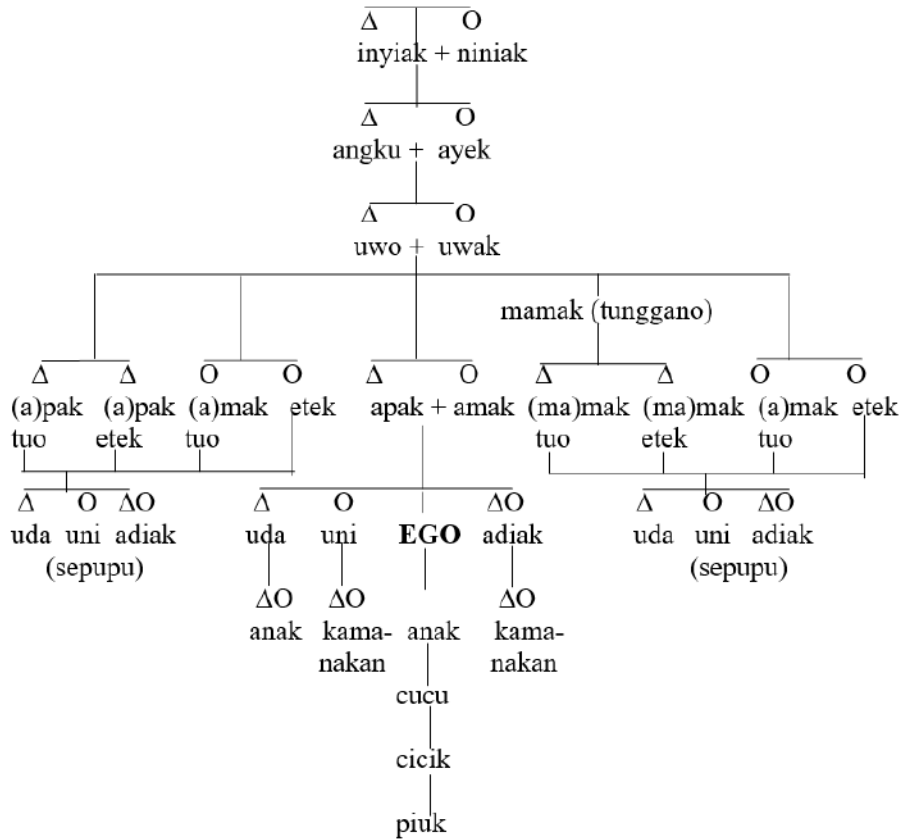 Δ O
inyiak + niniak
Δ O
angku + ayek
Δ O
uwo + uwak
mamak (tunggano)
Δ Δ O O Δ O Δ Δ O O
(a)pak (a)pak (a)mak etek apak + amak (ma)mak (ma)mak (a)mak etek
tuo etek tuo tuo etek tuo
Δ O ΔO Δ O ΔO Δ O ΔO
uda uni adiak uda uni EGO adiak uda uni adiak
(sepupu) (sepupu)
ΔO ΔO ΔO
anak kama- anak kama-
nakan nakan
cucu
cicik
piuk